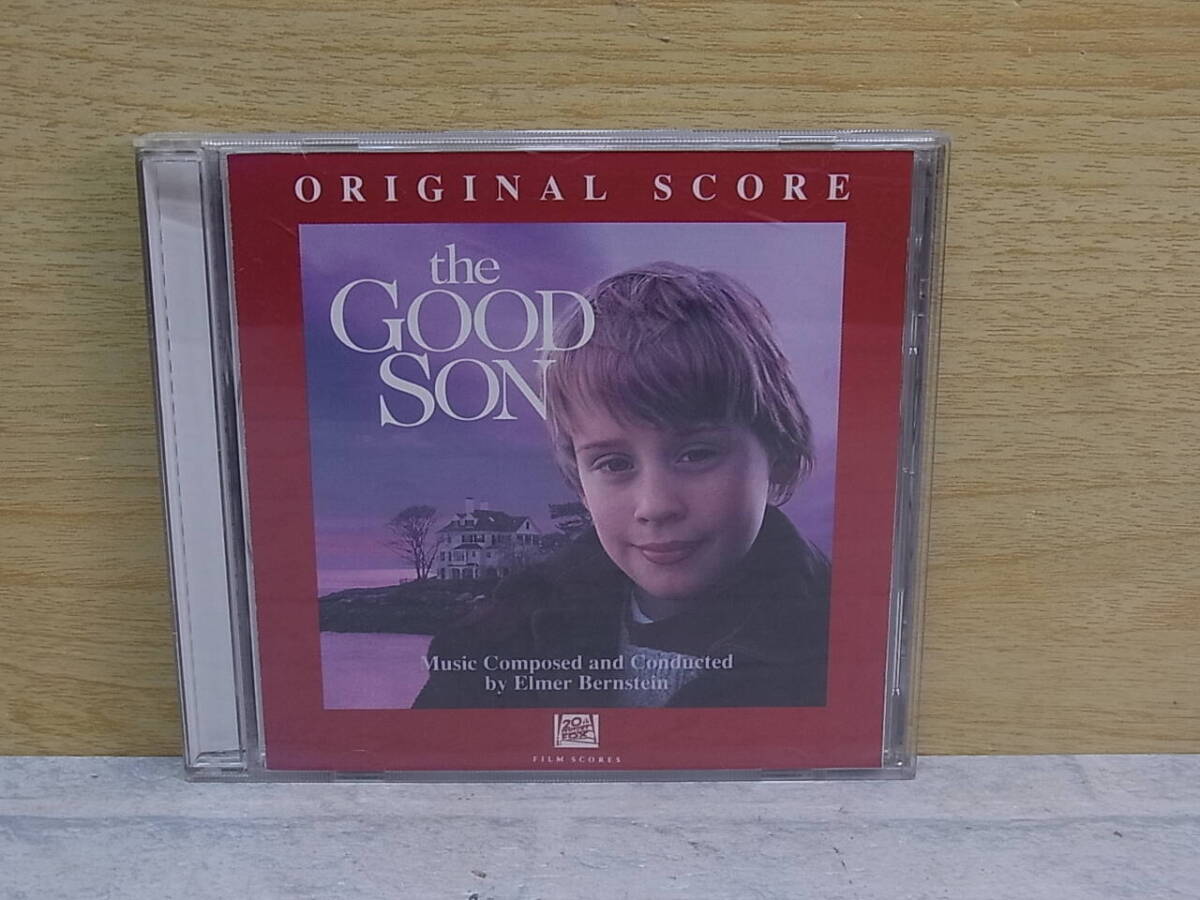 ORIGINAL SCORE
the
GOOD
SON
Music Composed and Conducted
by Elmer Bernstein
20th
CENTURY
FOX
FILM SCORES